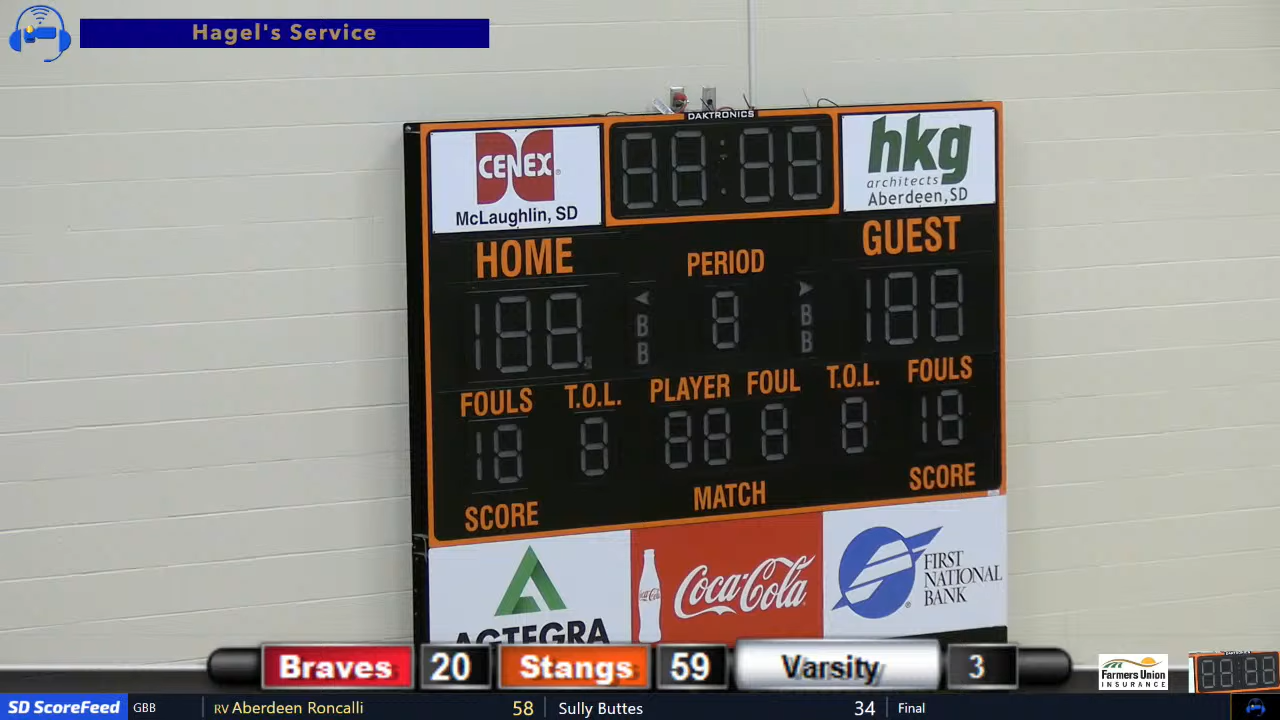 Hagel's Service
DAKTRONICS
CENEX
McLaughlin, SD
hkg
architects
Aberdeen, SD
HOME
PERIOD
GUEST
B
B
B
B
FOULS
T.O.L.
PLAYER
FOUL
T.O.L.
FOULS
SCORE
MATCH
SCORE
AGTEGRA
Coca-Cola
FIRST
NATIONAL
BANK
Braves 20 Stangs 59 Varsity 3
Farmers Union
INSURANCE
SD ScoreFeed GBB RV Aberdeen Roncalli 58 Sully Buttes 34 Final